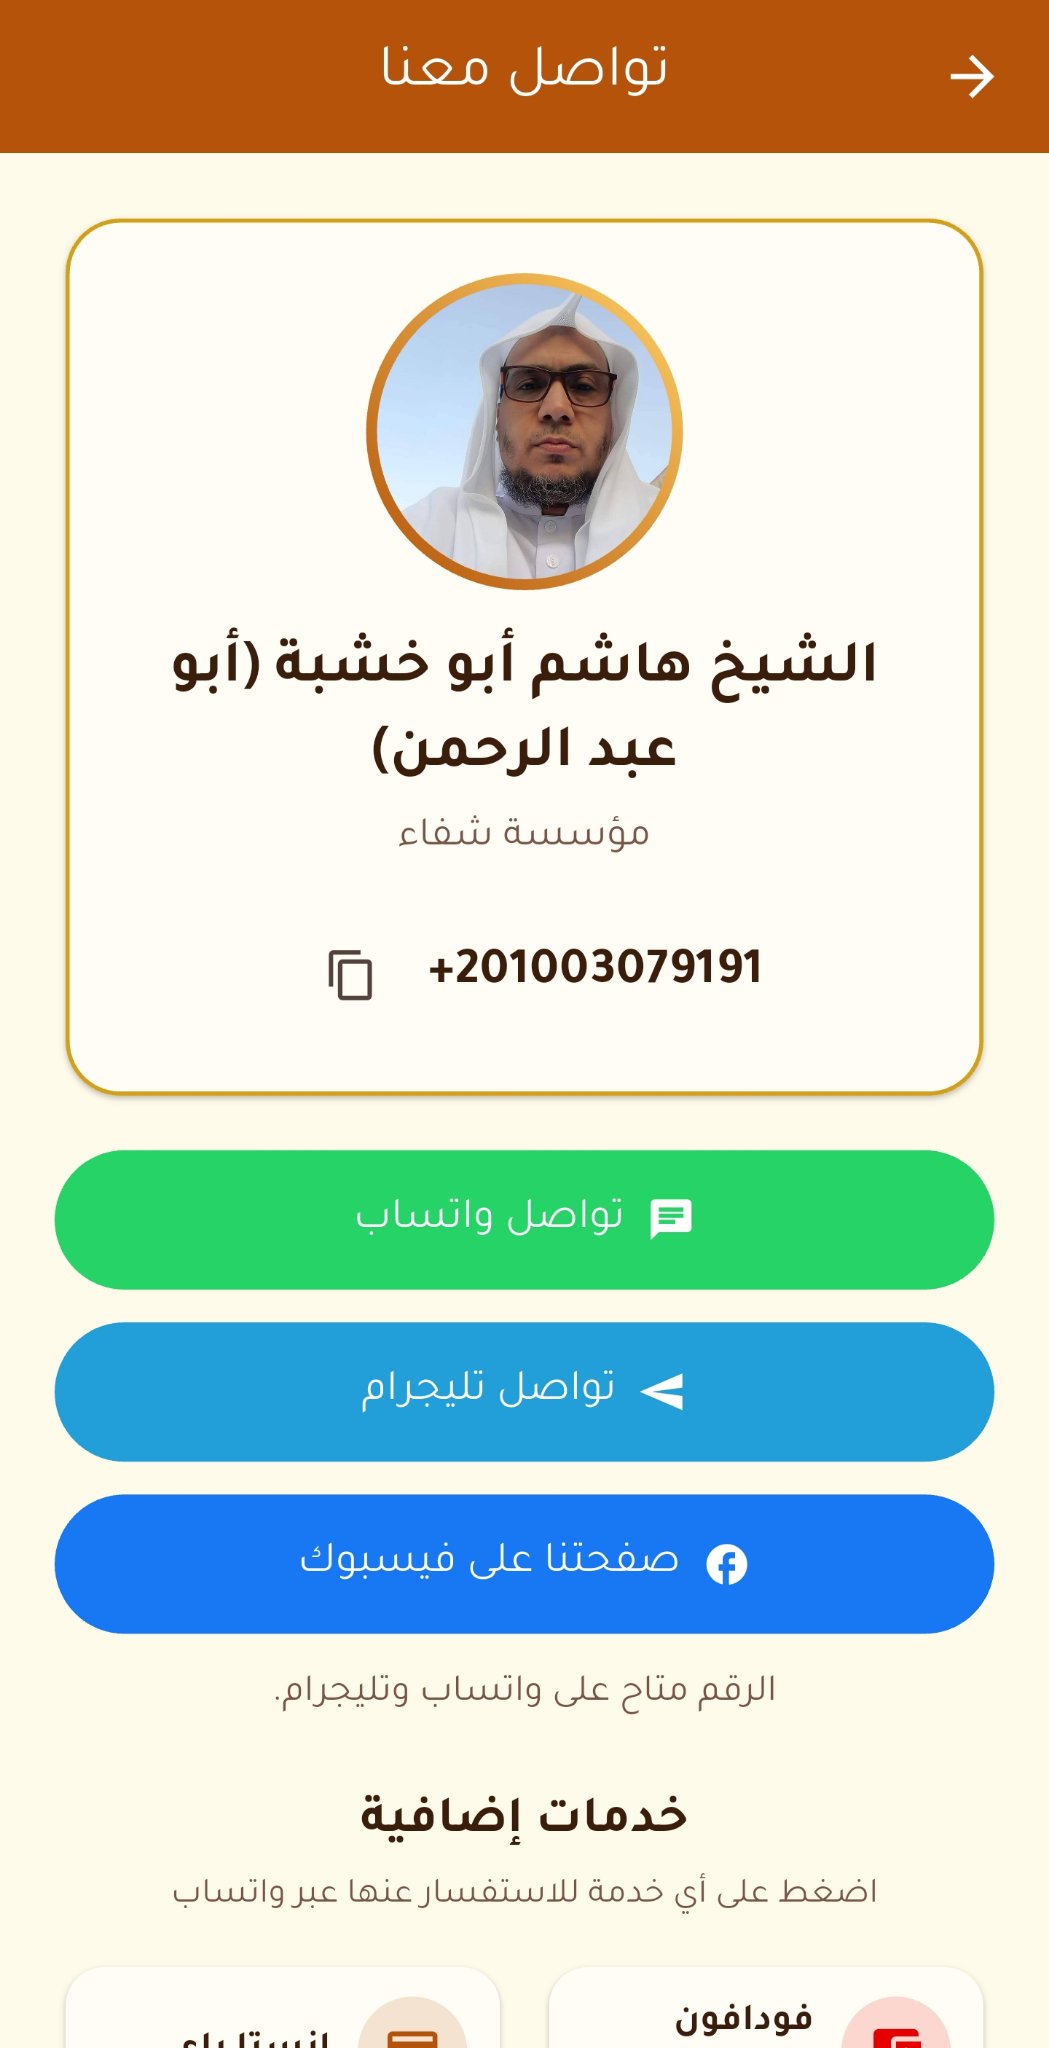 تواصل معنا
الشيخ هاشم أبو خشبة (أبو
عبد الرحمن)
مؤسسة شفاء
+201003079191
تواصل واتساب
تواصل تليجرام
صفحتنا على فيسبوك
الرقم متاح على واتساب وتليجرام.
خدمات إضافية
اضغط على أي خدمة للاستفسار عنها عبر واتساب
فودافون